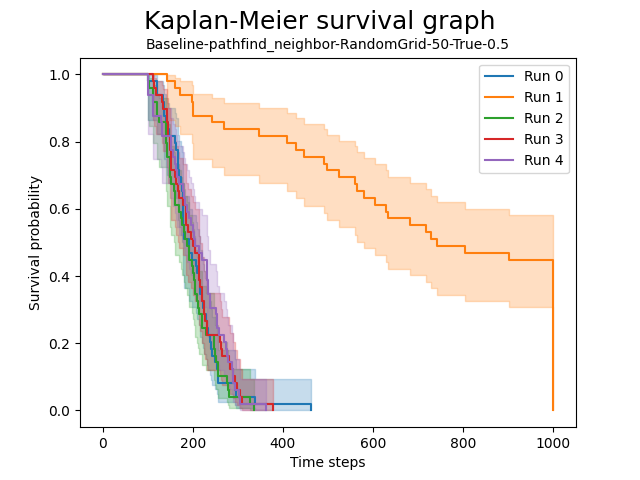 Kaplan-Meier survival graph
Baseline-pathfind_neighbor-RandomGrid-50-True-0.5
Survival probability
1.0
0.8
0.6
0.4
0.2
0.0
Run 0
Run 1
Run 2
Run 3
Run 4
0 200 400 600 800 1000
Time steps